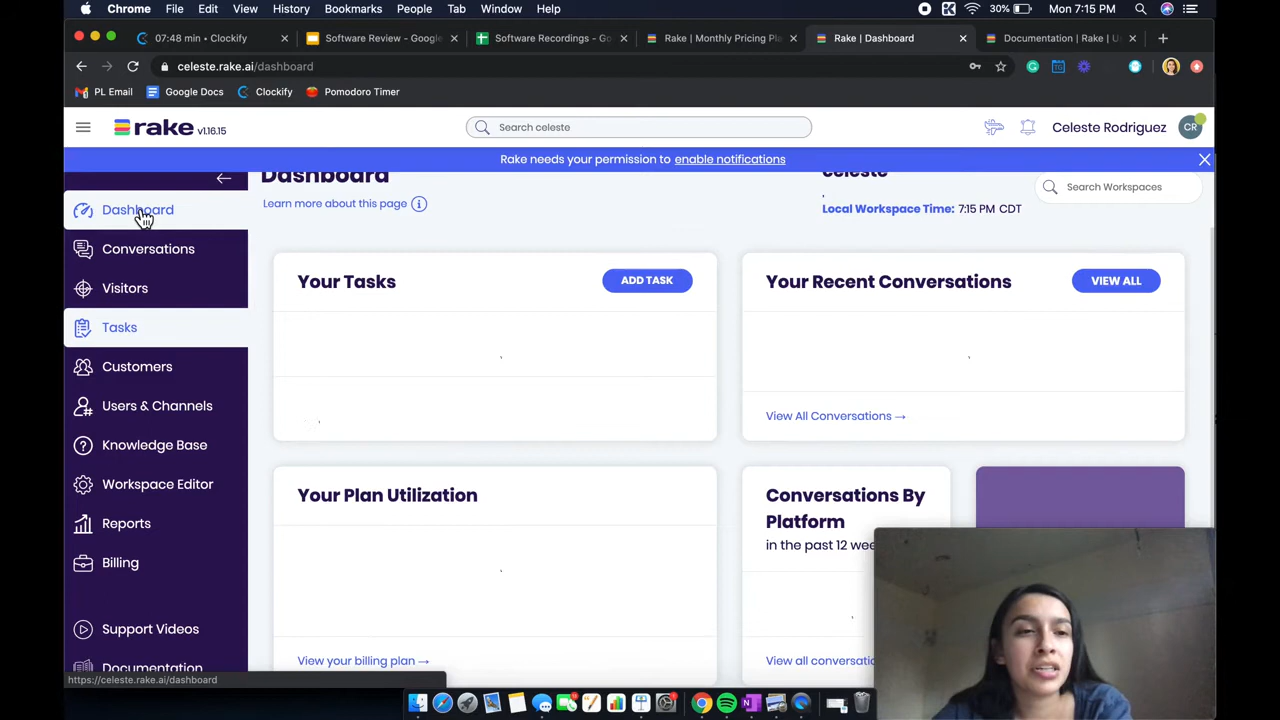 Chrome File Edit View History Bookmarks People Tab Window Help 30% Mon 7:15 PM
07:48 min | Clockify Software Review - Google Software Recordings - Go Rake | Monthly Pricing Pla Rake | Dashboard Documentation | Rake | U
celeste.rake.ai/dashboard
PL Email Google Docs Clockify Pomodoro Timer
rake v1.16.15 Search celeste Celeste Rodriguez CR
Rake needs your permission to enable notifications
Dashboard celeste Search Workspaces
Learn more about this page
Local Workspace Time: 7:15 PM CDT
Dashboard
Conversations
Visitors
Tasks
Customers
Users & Channels
Knowledge Base
Workspace Editor
Reports
Billing
Support Videos
Documentation
Your Tasks ADD TASK
Your Recent Conversations VIEW ALL
View All Conversations →
Your Plan Utilization
View your billing plan →
Conversations By
Platform
in the past 12 wee
View all conversatio
https://celeste.rake.ai/dashboard